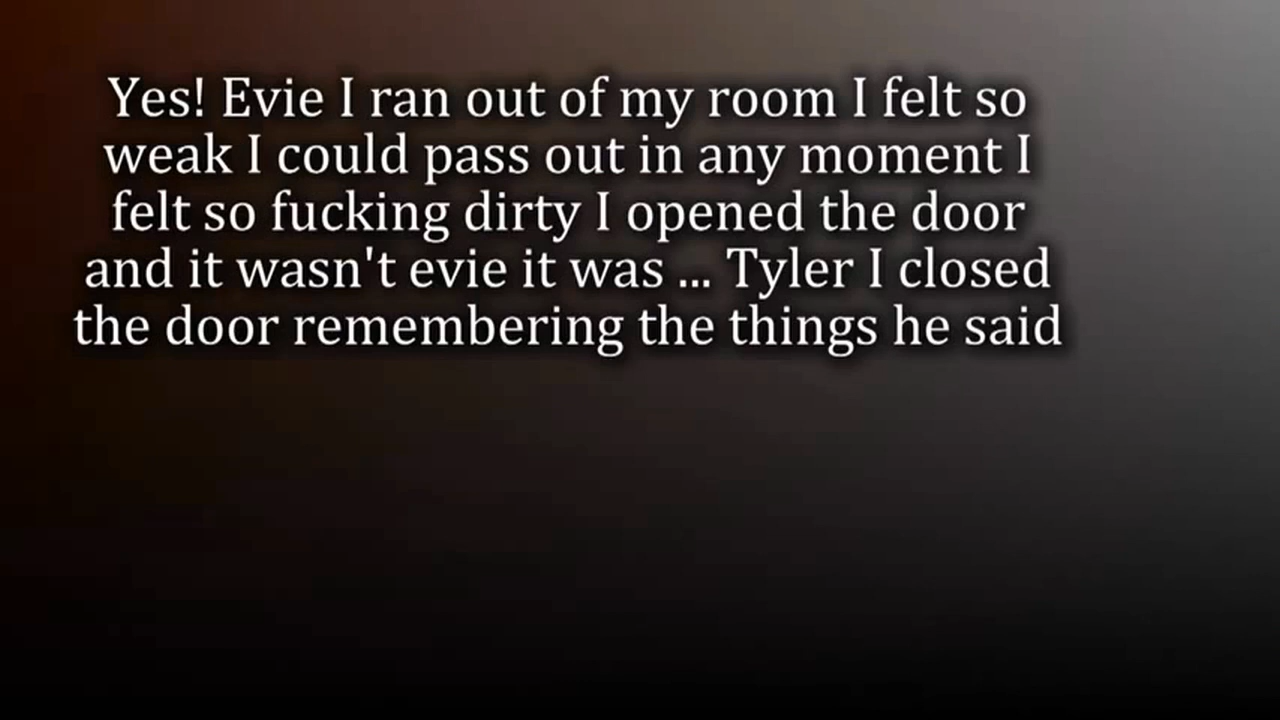 Yes! Evie I ran out of my room I felt so
weak I could pass out in any moment I
felt so fucking dirty I opened the door
and it wasn't evie it was ... Tyler I closed
the door remembering the things he said